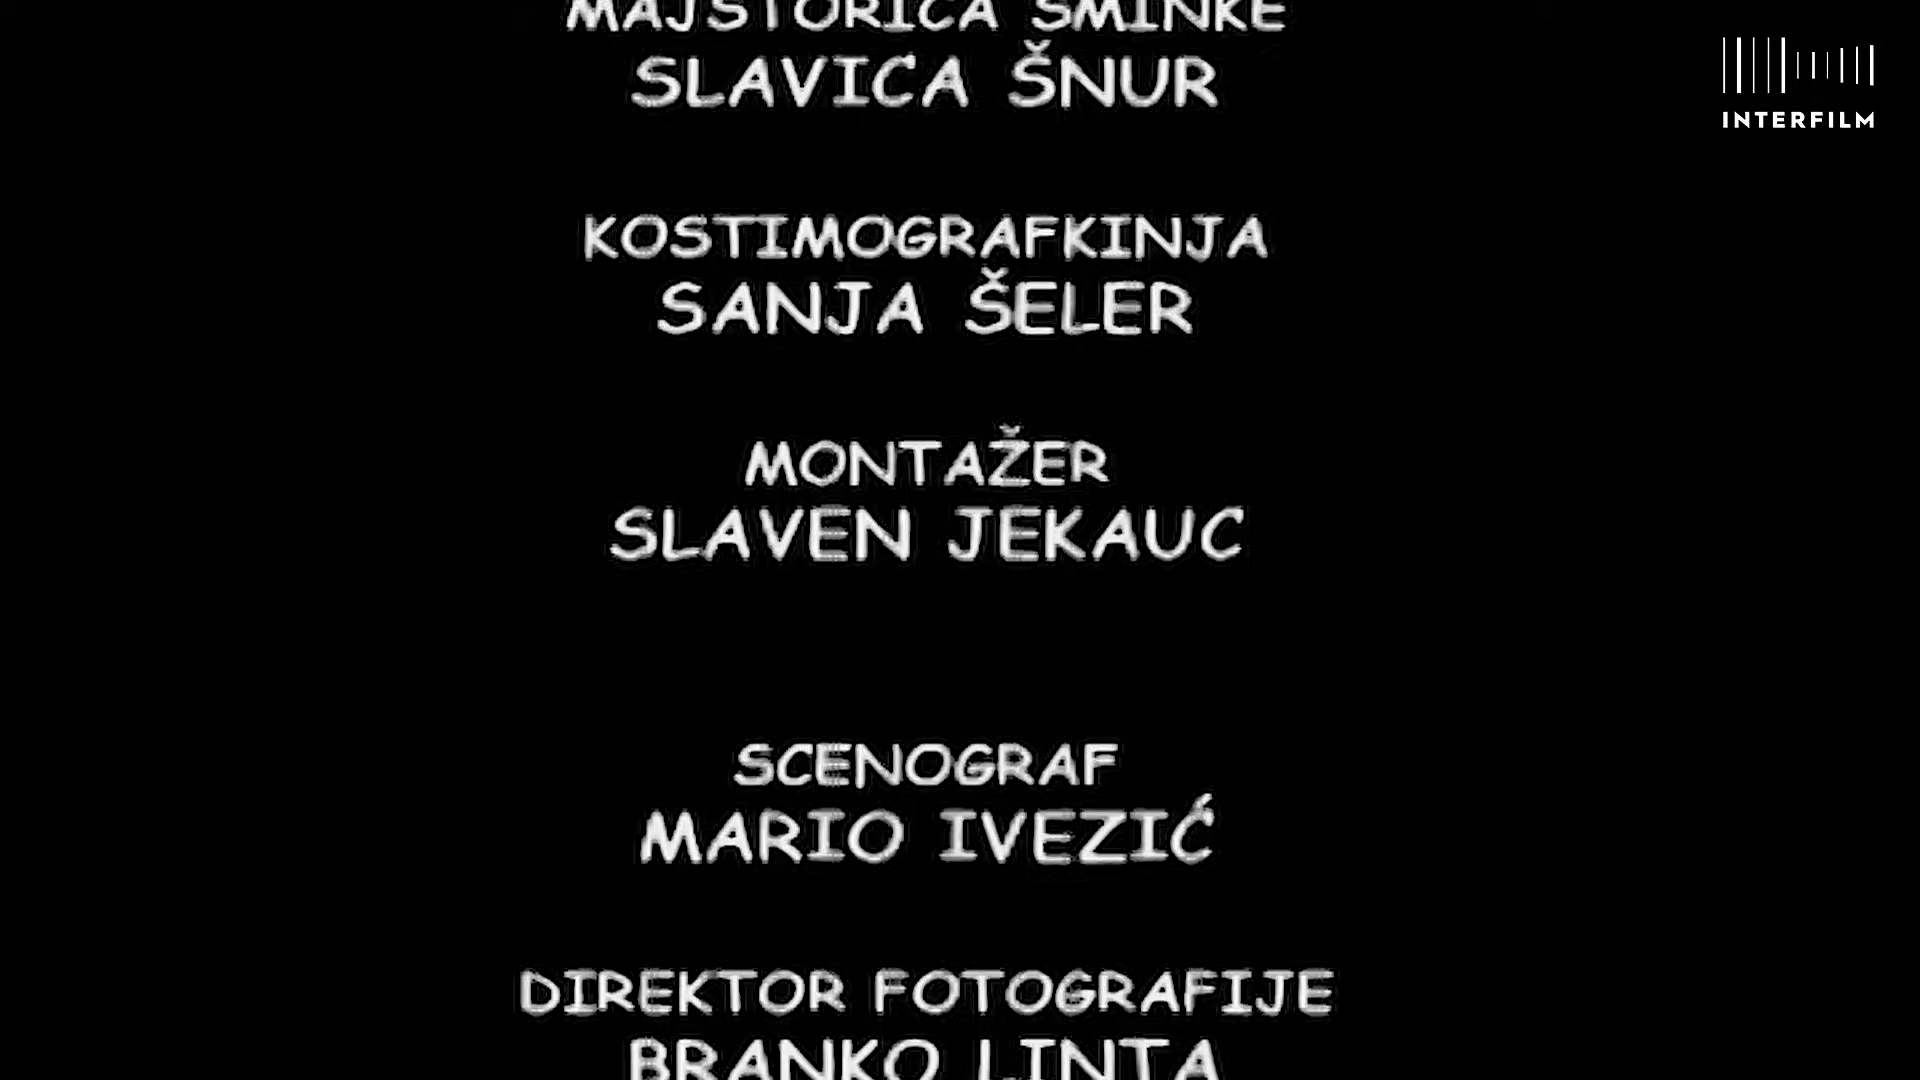 MAJSTORICA ŠMINKE
SLAVICA ŠNUR
INTERFILM
KOSTIMOGRAFKINJA
SANJA ŠELER
MONTAŽER
SLAVEN JEKAUC
SCENOGRAF
MARIO IVEZIĆ
DIREKTOR FOTOGRAFIJE
BRANKO LINTA